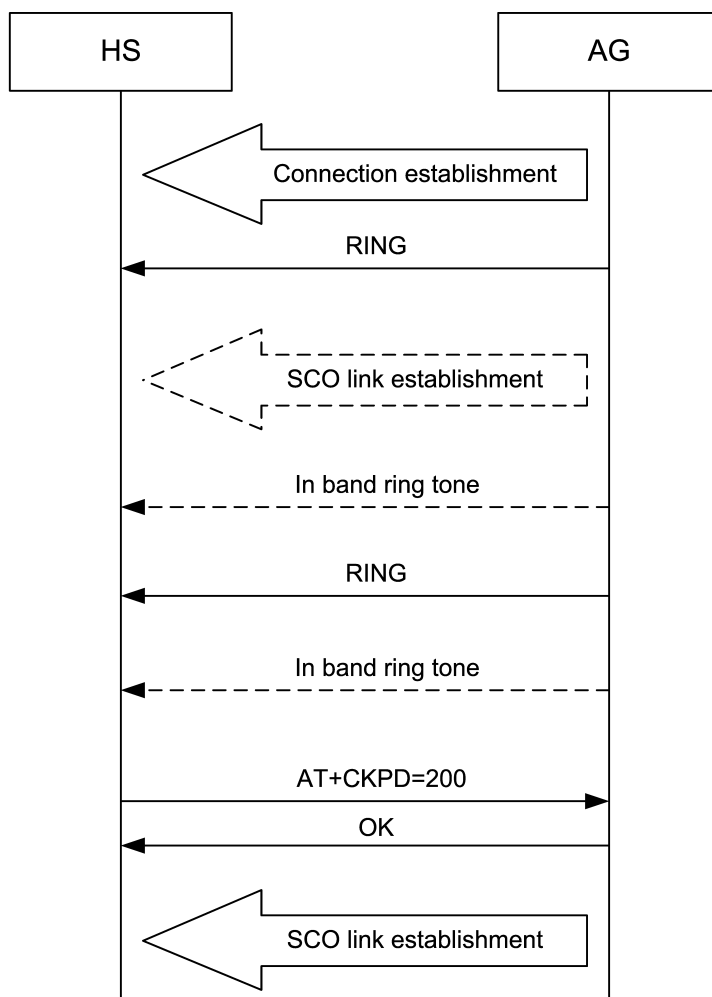 HS
AG
Connection establishment
RING
SCO link establishment
In band ring tone
RING
In band ring tone
AT+CKPD=200
OK
SCO link establishment